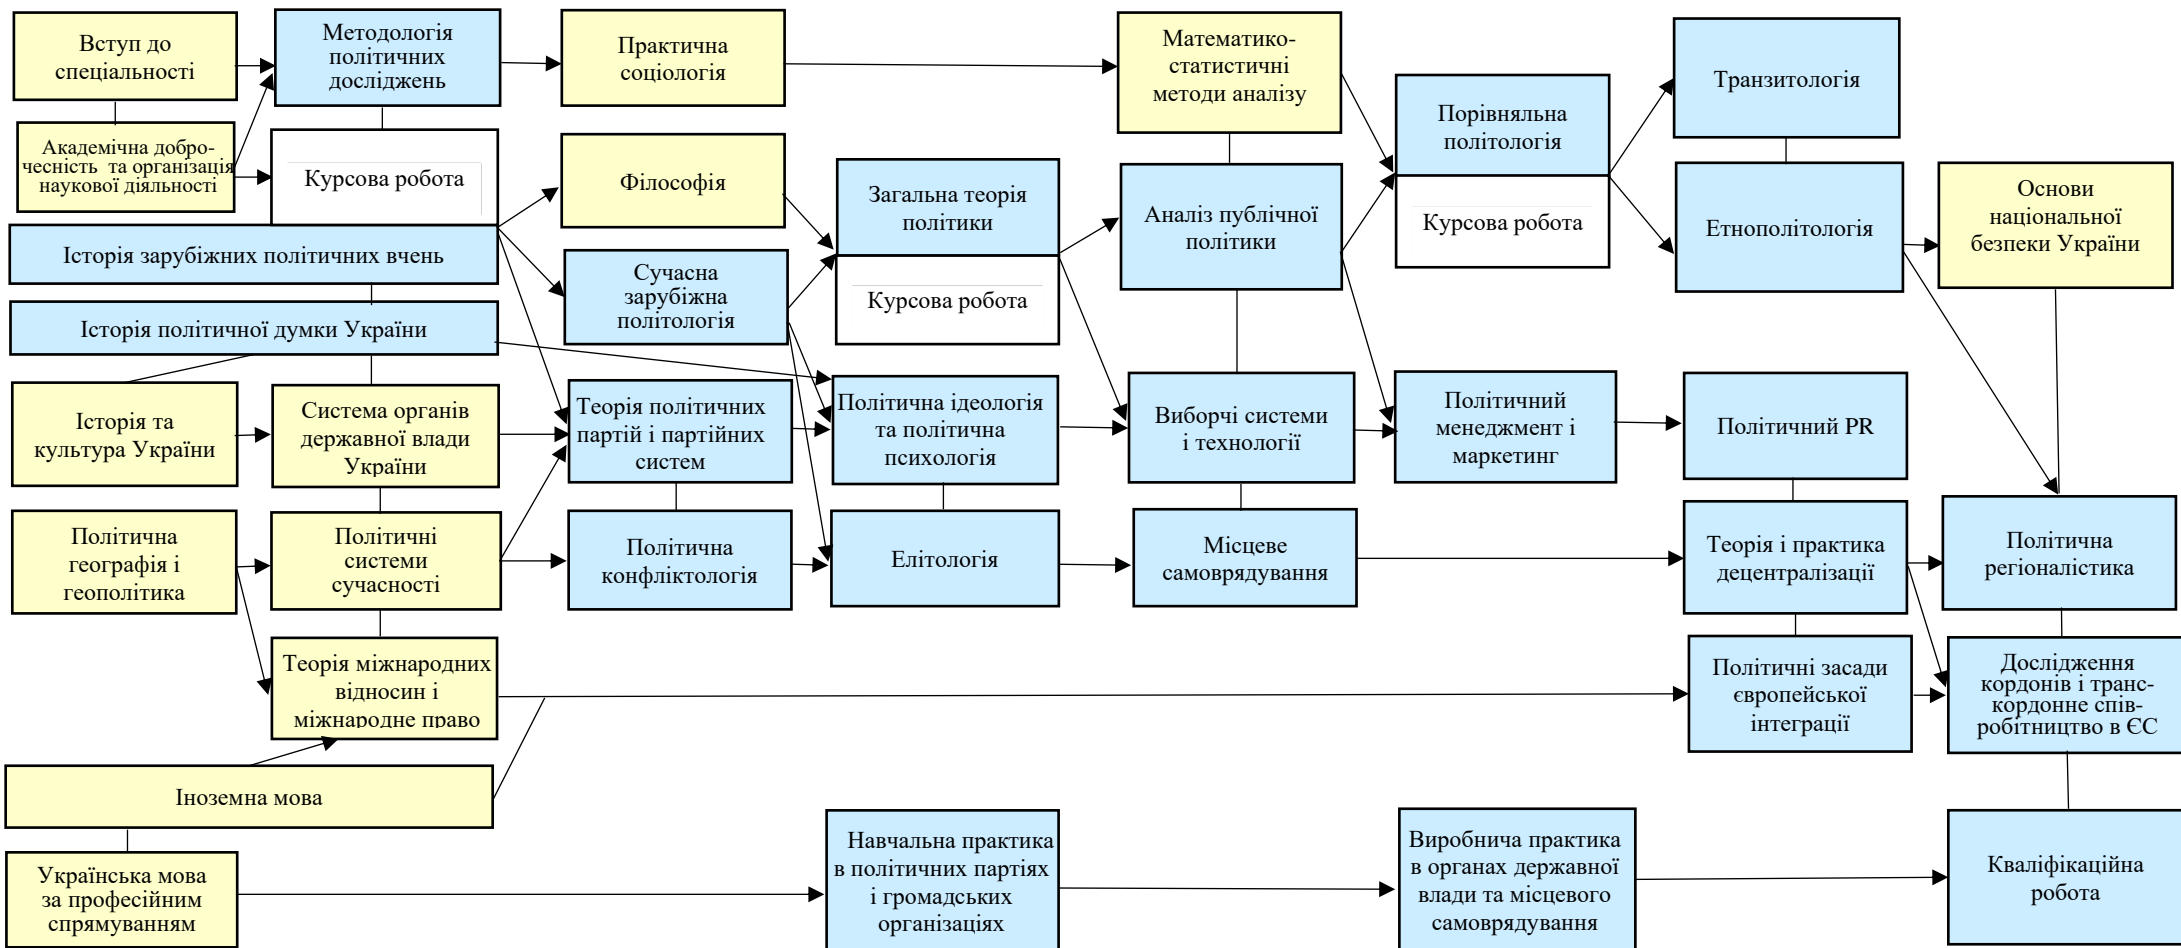 Вступ до
спеціальності
Методологія
політичних
досліджень
Практична
соціологія
Математико-
статистичні
методи аналізу
Порівняльна
політологія
Транзитологія
Академічна добро-
чесність та організація
наукової діяльності
Курсова робота
Філософія
Загальна теорія
політики
Аналіз публічної
політики
Курсова робота
Етнополітологія
Основи
національної
безпеки України
Історія зарубіжних політичних вчень
Сучасна
зарубіжна
політологія
Курсова робота
Історія політичної думки України
Історія та
культура України
Система органів
державної влади
України
Теорія політичних
партій і партійних
систем
Політична ідеологія
та політична
психологія
Виборчі системи
і технології
Політичний
менеджмент і
маркетинг
Політичний PR
Політична
географія і
геополітика
Політичні
системи
сучасності
Політична
конфліктологія
Елітологія
Місцеве
самоврядування
Теорія і практика
децентралізації
Політична
регіоналістика
Теорія міжнародних
відносин і
міжнародне право
Політичні засади
європейської
інтеграції
Дослідження
кордонів і транс-
кордонне спів-
робітництво в ЄС
Іноземна мова
Українська мова
за професійним
спрямуванням
Навчальна практика
в політичних партіях
і громадських
організаціях
Виробнича практика
в органах державної
влади та місцевого
самоврядування
Кваліфікаційна
робота